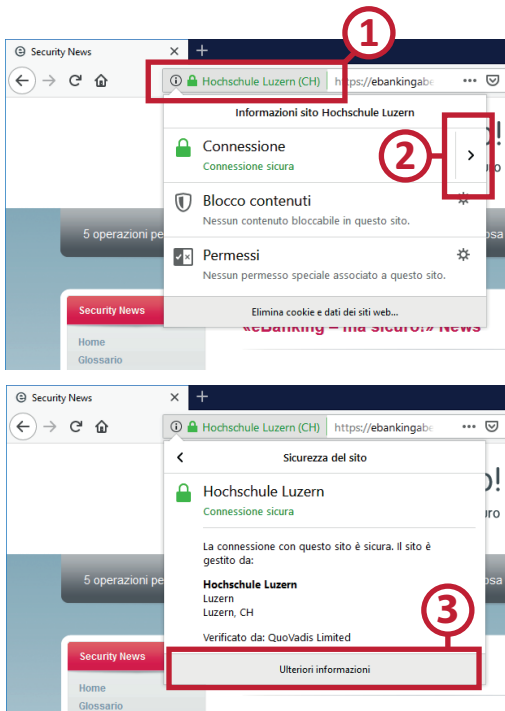 1
Security News
Hochschule Luzern (CH) https://ebankingabe
Informazioni sito Hochschule Luzern
Connessione
Connessione sicura
2
Blocco contenuti
Nessun contenuto bloccabile in questo sito.
5 operazioni pe
Permessi
Nessun permesso speciale associato a questo sito.
Elimina cookie e dati dei siti web...
Security News
«eBanking – ma sicuro!» News
Home
Glossario
Security News
Hochschule Luzern (CH) https://ebankingabe
Sicurezza del sito
o!
Hochschule Luzern
Connessione sicura
uro
La connessione con questo sito è sicura. Il sito è
gestito da:
5 operazioni pe
Hochschule Luzern
osa
Luzern
Luzern, CH
3
Verificato da: QuoVadis Limited
Security News
Ulteriori informazioni
Home
Glossario